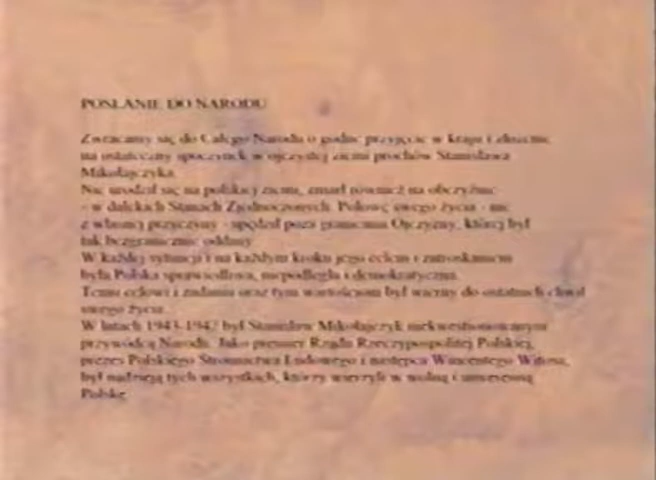 POSŁANIE DO NARODU
Zwracamy się do Całego Narodu o godne przyjęcie w kraju i złożenie
na ostateczny spoczynek w ojczystej ziemi prochów Stanisława
Mikołajczyka.
Nie urodził się na polskiej ziemi, zmarł również na obczyźnie
- w dalekich Stanach Zjednoczonych. Połowę swego życia - nie
z własnej przyczyny - spędził poza granicami Ojczyzny, której był
tak bezgranicznie oddany.
W każdej sytuacji i na każdym kroku jego celem i zatroskaniem
była Polska sprawiedliwa, niepodległa i demokratyczna.
Temu celowi i zadaniu oraz tym wartościom był wierny do ostatnich chwil
swego życia.
W latach 1943-1947 był Stanisław Mikołajczyk niekwestionowanym
przywódcą Narodu. Jako premier Rządu Rzeczypospolitej Polskiej,
prezes Polskiego Stronnictwa Ludowego i następca Wincentego Witosa,
był nadzieją tych wszystkich, którzy wierzyli w wolną i
Polskę